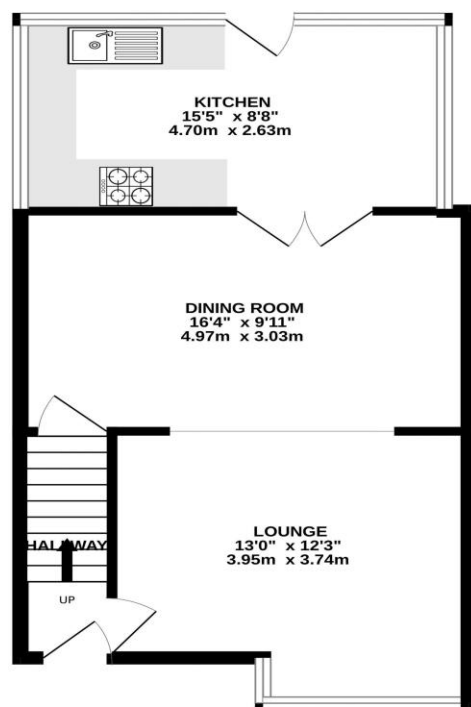 KITCHEN
15'5" x 8'8"
4.70m x 2.63m
DINING ROOM
16'4" x 9'11"
4.97m x 3.03m
LOUNGE
13'0" x 12'3"
3.95m x 3.74m
HALLWAY
UP